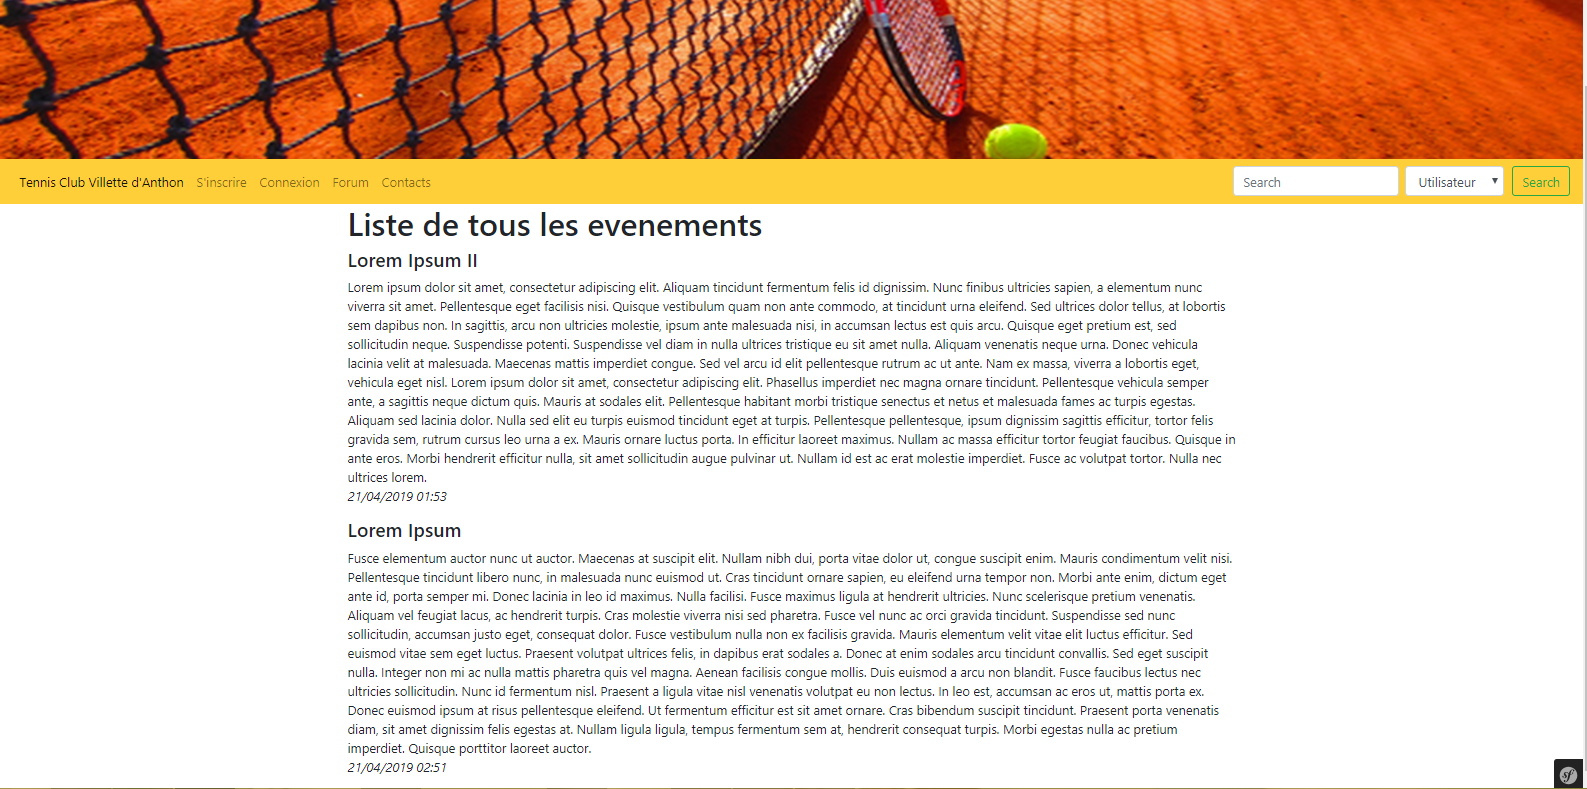 Tennis Club Villette d'Anthon S'inscrire Connexion Forum Contacts Search Utilisateur Search
Liste de tous les evenements
Lorem Ipsum II
Lorem ipsum dolor sit amet, consectetur adipiscing elit. Aliquam tincidunt fermentum felis id dignissim. Nunc finibus ultricies sapien, a elementum nunc
viverra sit amet. Pellentesque eget facilisis nisi. Quisque vestibulum quam non ante commodo, at tincidunt urna eleifend. Sed ultrices dolor tellus, at lobortis
sem dapibus non. In sagittis, arcu non ultricies molestie, ipsum ante malesuada nisi, in accumsan lectus est quis arcu. Quisque eget pretium est, sed
sollicitudin neque. Suspendisse potenti. Suspendisse vel diam in nulla ultrices tristique eu sit amet nulla. Aliquam venenatis neque urna. Donec vehicula
lacinia velit at malesuada. Maecenas mattis imperdiet congue. Sed vel arcu id elit pellentesque rutrum ac ut ante. Nam ex massa, viverra a lobortis eget,
vehicula eget nisl. Lorem ipsum dolor sit amet, consectetur adipiscing elit. Phasellus imperdiet nec magna ornare tincidunt. Pellentesque vehicula semper
ante, a sagittis neque dictum quis. Mauris at sodales elit. Pellentesque habitant morbi tristique senectus et netus et malesuada fames ac turpis egestas.
Aliquam sed lacinia dolor. Nulla sed elit eu turpis euismod tincidunt eget at turpis. Pellentesque pellentesque, ipsum dignissim sagittis efficitur, tortor felis
gravida sem, rutrum cursus leo urna a ex. Mauris ornare luctus porta. In efficitur laoreet maximus. Nullam ac massa efficitur tortor feugiat faucibus. Quisque in
ante eros. Morbi hendrerit efficitur nulla, sit amet sollicitudin augue pulvinar ut. Nullam id est ac erat molestie imperdiet. Fusce ac volutpat tortor. Nulla nec
ultrices lorem.
21/04/2019 01:53
Lorem Ipsum
Fusce elementum auctor nunc ut auctor. Maecenas at suscipit elit. Nullam nibh dui, porta vitae dolor ut, congue suscipit enim. Mauris condimentum velit nisi.
Pellentesque tincidunt libero nunc, in malesuada nunc euismod ut. Cras tincidunt ornare sapien, eu eleifend urna tempor non. Morbi ante enim, dictum eget
ante id, porta semper mi. Donec lacinia in leo id maximus. Nulla facilisi. Fusce maximus ligula at hendrerit ultricies. Nunc scelerisque pretium venenatis.
Aliquam vel feugiat lacus, ac hendrerit turpis. Cras molestie viverra nisi sed pharetra. Fusce vel nunc ac orci gravida tincidunt. Suspendisse sed nunc
sollicitudin, accumsan justo eget, consequat dolor. Fusce vestibulum nulla non ex facilisis gravida. Mauris elementum velit vitae elit luctus efficitur. Sed
euismod vitae sem eget luctus. Praesent volutpat ultrices felis, in dapibus erat sodales a. Donec at enim sodales arcu tincidunt convallis. Sed eget suscipit
nulla. Integer non mi ac nulla mattis pharetra quis vel magna. Aenean facilisis congue mollis. Duis euismod a arcu non blandit. Fusce faucibus lectus nec
ultricies sollicitudin. Nunc id fermentum nisl. Praesent a ligula vitae nisl venenatis volutpat eu non lectus. In leo est, accumsan ac eros ut, mattis porta ex.
Donec euismod ipsum at risus pellentesque eleifend. Ut fermentum efficitur est sit amet ornare. Cras bibendum suscipit tincidunt. Praesent porta venenatis
diam, sit amet dignissim felis egestas at. Nullam ligula ligula, tempus fermentum sem at, hendrerit consequat turpis. Morbi egestas nulla ac pretium
imperdiet. Quisque porttitor laoreet auctor.
21/04/2019 02:51
sf